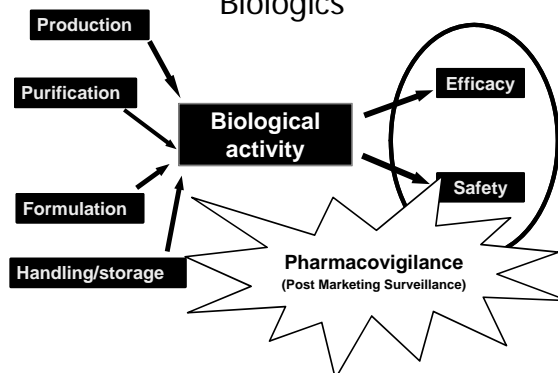 Biologics
Production
Purification
Formulation
Handling/storage
Biological
activity
Efficacy
Safety
Pharmacovigilance
(Post Marketing Surveillance)